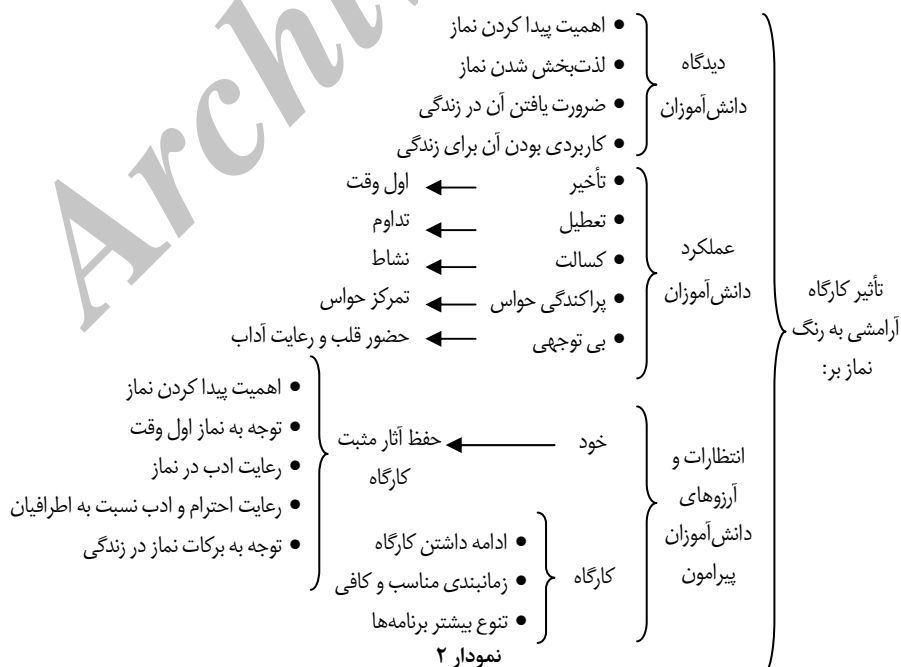 تأثیر کارگاه
آرامشی به رنگ
نماز بر:
دیدگاه
دانش‌آموزان
• اهمیت پیدا کردن نماز
• لذت‌بخش شدن نماز
• ضرورت یافتن آن در زندگی
• کاربردی بودن آن برای زندگی
عملکرد
دانش‌آموزان
• تأخیر ← اول وقت
• تعطیل ← تداوم
• کسالت ← نشاط
• پراکندگی حواس ← تمرکز حواس
• بی توجهی ← حضور قلب و رعایت آداب
انتظارات و
آرزوهای
دانش‌آموزان
پیرامون
خود ← حفظ آثار مثبت
کارگاه
• اهمیت پیدا کردن نماز
• توجه به نماز اول وقت
• رعایت ادب در نماز
• رعایت احترام و ادب نسبت به اطرافیان
• توجه به برکات نماز در زندگی
کارگاه
• ادامه داشتن کارگاه
• زمانبندی مناسب و کافی
• تنوع بیشتر برنامه‌ها
نمودار ۲